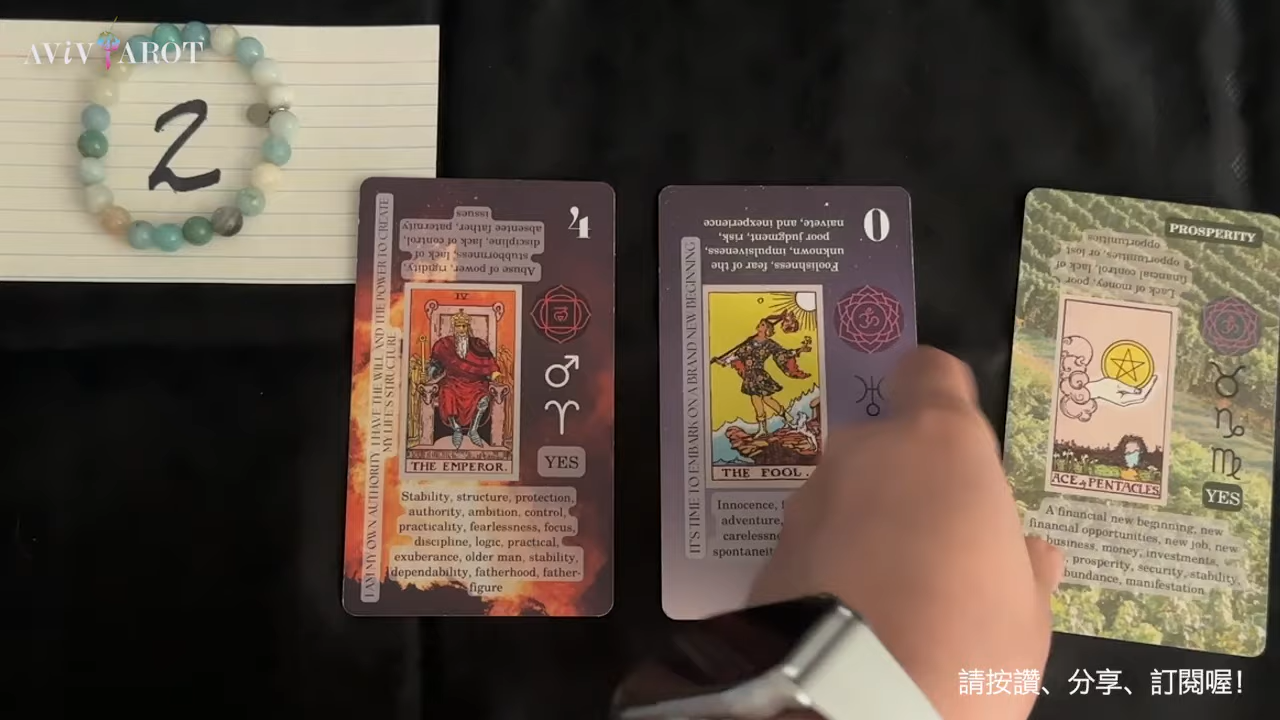 AViV TAROT
2
4
Abuse of power, rigidity,
stubbornness, lack of
discipline, lack of control,
absentee father, paternity
issues
I AM MY OWN AUTHORITY. I HAVE THE WILL AND THE POWER TO CREATE
MY LIFE'S STRUCTURE
IV
THE EMPEROR.
YES
Stability, structure, protection,
authority, ambition, control,
practicality, fearlessness, focus,
discipline, logic, practical,
exuberance, older man, stability,
dependability, fatherhood, father-
figure
0
Foolishness, fear of the
unknown, impulsiveness,
poor judgment, risk,
naivete, and inexperience
IT'S TIME TO EMBARK ON A BRAND NEW BEGINNING
THE FOOL.
Innocence,
adventure,
PROSPERITY
Lack of money, poor
financial control, lack of
opportunities, or lost
opportunities
ACE of PENTACLES
YES
A financial new beginning, new
financial opportunities, new job, new
business, money, investments,
prosperity, security, stability,
manifestation
請按讚、分享、訂閱喔!